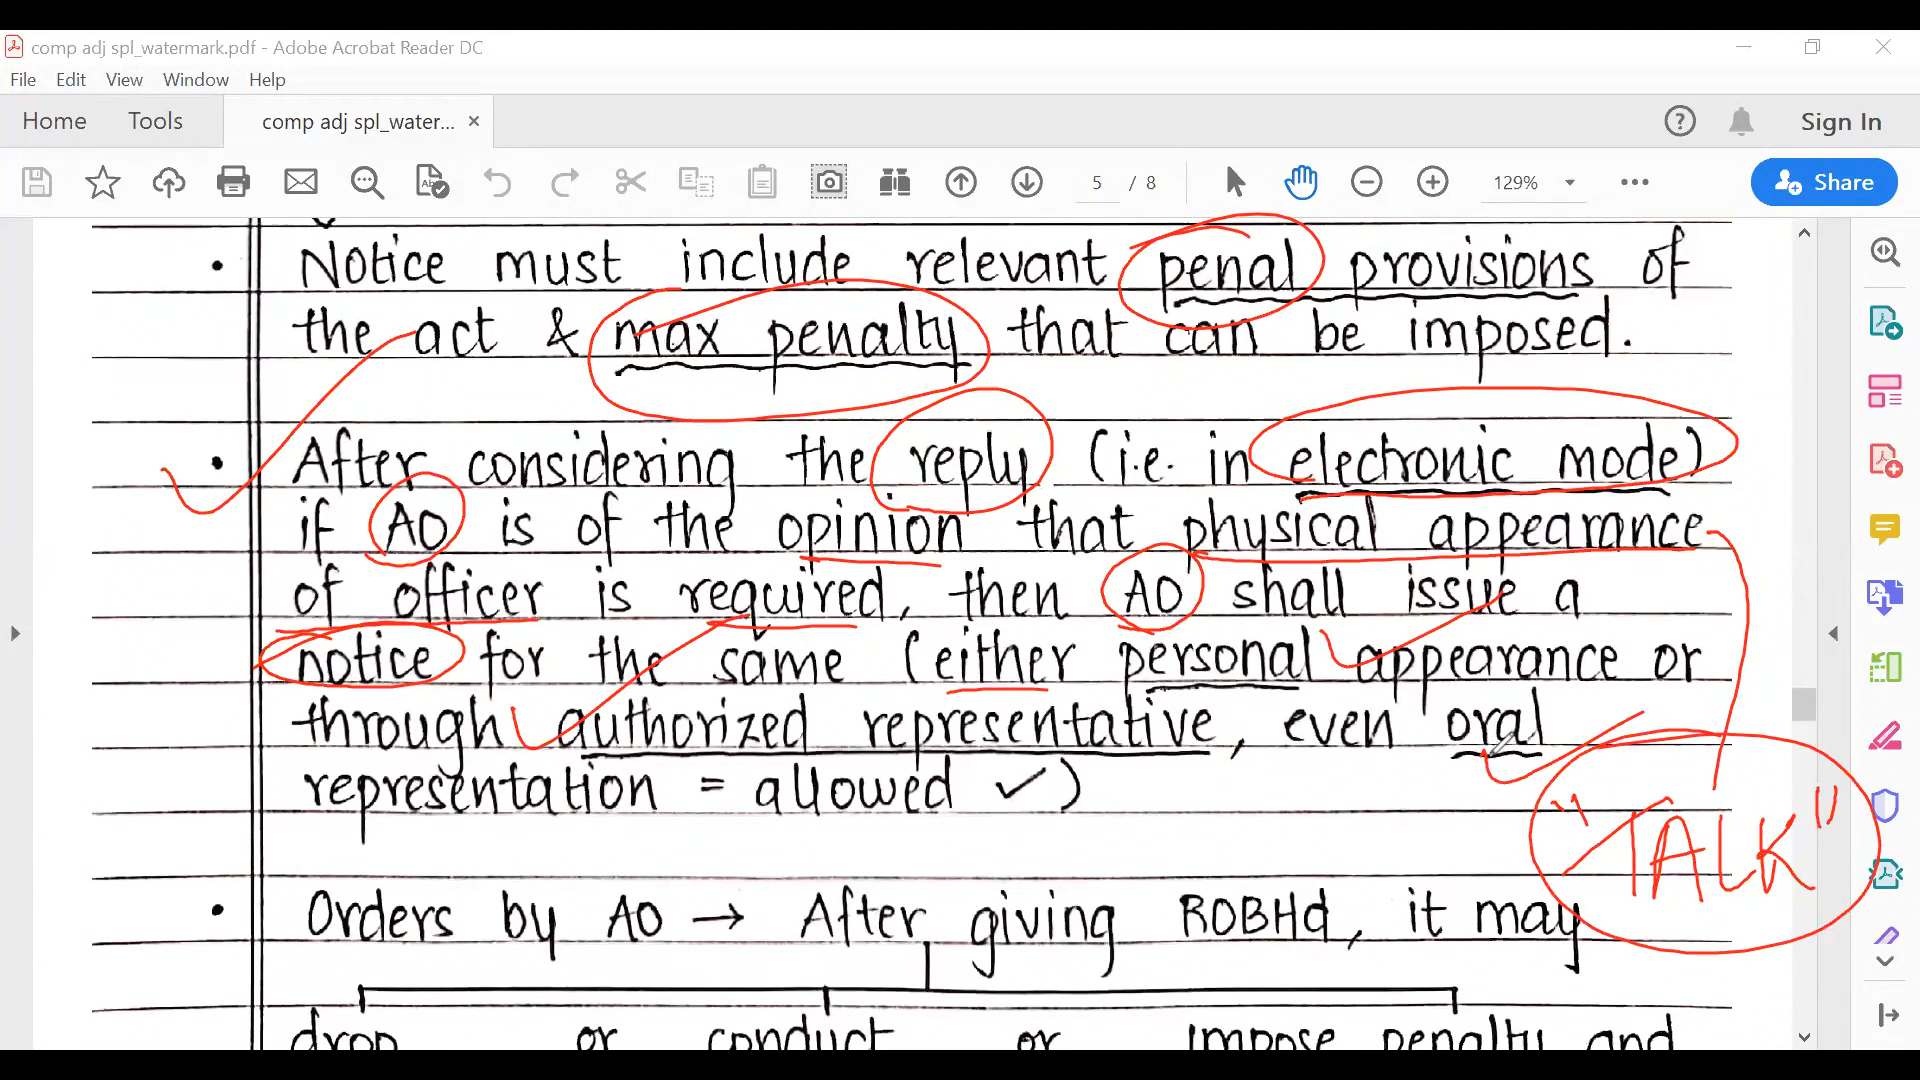 comp adj spl_watermark.pdf - Adobe Acrobat Reader DC
File Edit View Window Help
Home Tools comp adj spl_water... × Sign In
5 / 8 129% Share
• Notice must include relevant penal provisions of
the act & max penalty that can be imposed.
• After considering the reply (i.e. in electronic mode)
if AO is of the opinion that physical appearance
of officer is required, then AO shall issue a
notice for the same (either personal appearance or
through authorized representative, even oral
representation = allowed ✓)
"TALK"
• Orders by AO → After giving ROBHd, it may
drop or conduct or impose penalty and